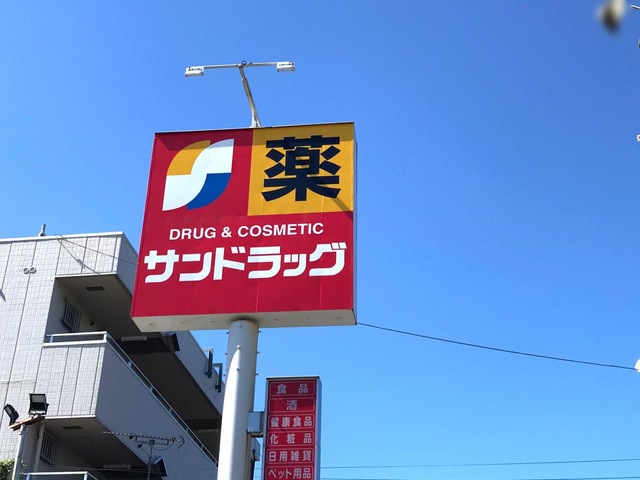 薬
DRUG & COSMETIC
サンドラッグ
食品
酒
健康食品
化粧品
日用雑貨
ペット用品